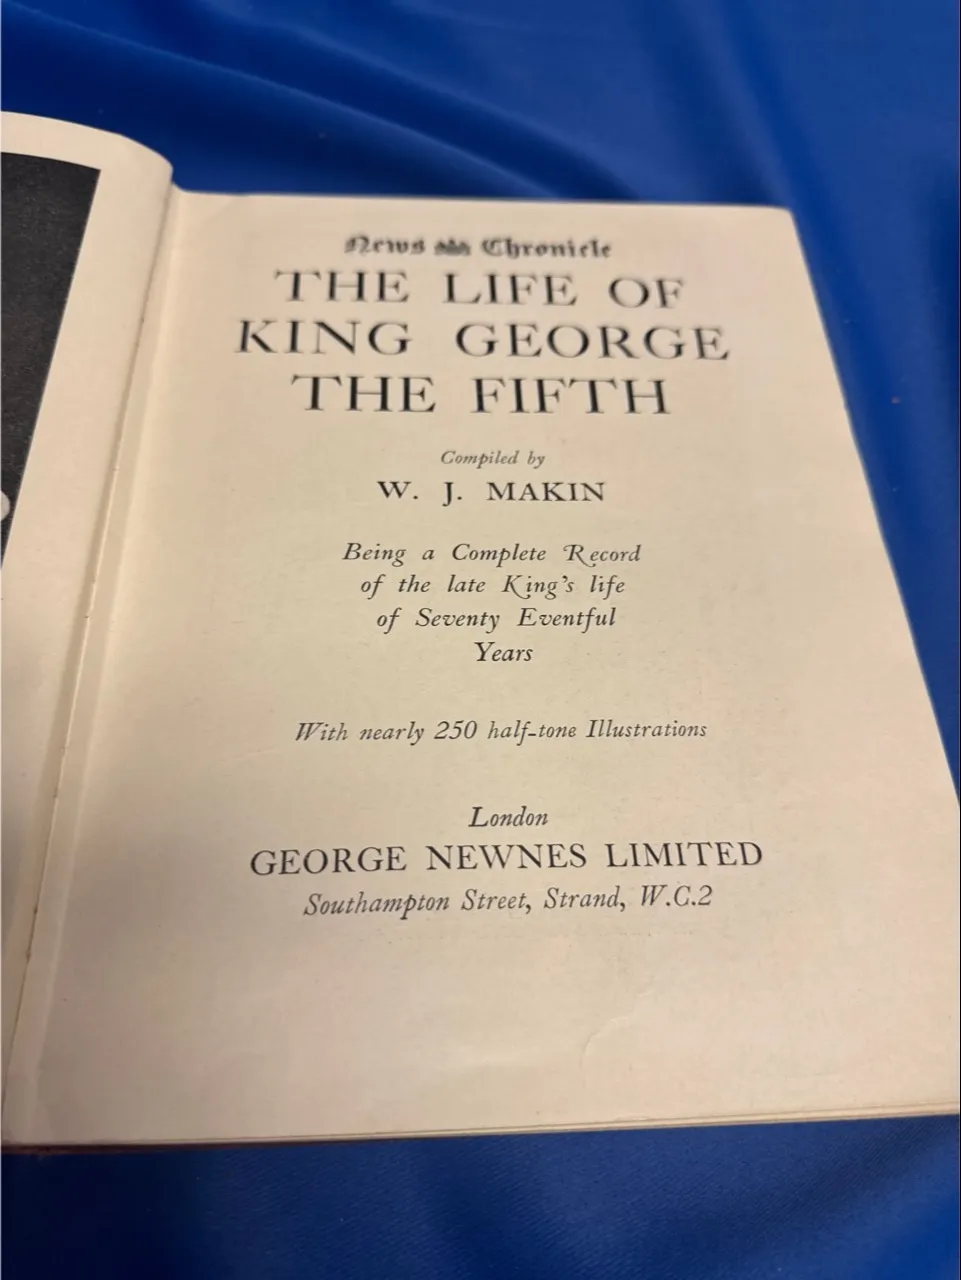 News Chronicle
THE LIFE OF
KING GEORGE
THE FIFTH
Compiled by
W. J. MAKIN
Being a Complete Record
of the late King's life
of Seventy Eventful
Years
With nearly 250 half-tone Illustrations
London
GEORGE NEWNES LIMITED
Southampton Street, Strand, W.C.2